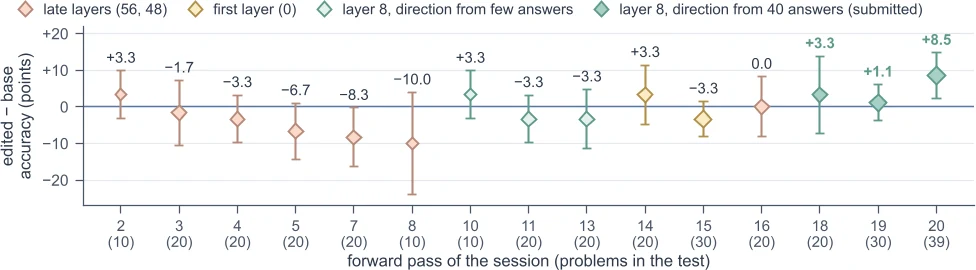 late layers (56, 48) first layer (0) layer 8, direction from few answers layer 8, direction from 40 answers (submitted)
edited − base
accuracy (points)
+20
+10
0
−10
−20
+3.3 −1.7 −3.3 −6.7 −8.3 −10.0 +3.3 −3.3 −3.3 +3.3 −3.3 0.0 +3.3 +1.1 +8.5
2 3 4 5 7 8 10 11 13 14 15 16 18 19 20
(10) (20) (20) (20) (20) (10) (10) (20) (20) (20) (30) (20) (20) (30) (39)
forward pass of the session (problems in the test)